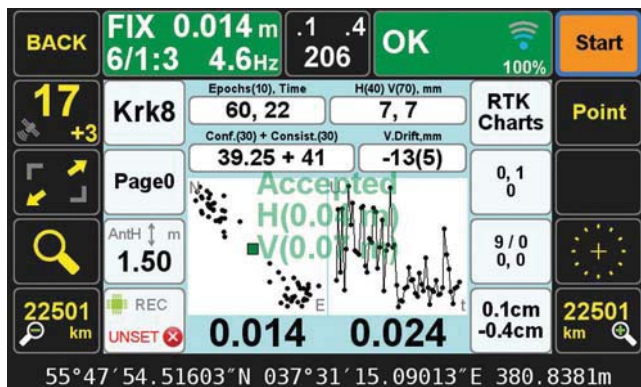 BACK
FIX 0.014 m
6/1:3 4.6Hz
.1 .4
206
OK
100%
Start
17
+3
Krk8
Epochs(10), Time
60, 22
H(40) V(70), mm
7, 7
RTK
Charts
Point
Conf.(30) + Consist.(30)
39.25 + 41
V.Drift,mm
-13(5)
Page0
0, 1
0
Accepted
H(0.04 m)
V(0.07 m)
N
U
E
t
AntH m
1.50
9 / 0
0, 0
22501
km
REC
UNSET
0.014
0.024
0.1cm
-0.4cm
22501
km
55°47′54.51603″N 037°31′15.09013″E 380.8381m